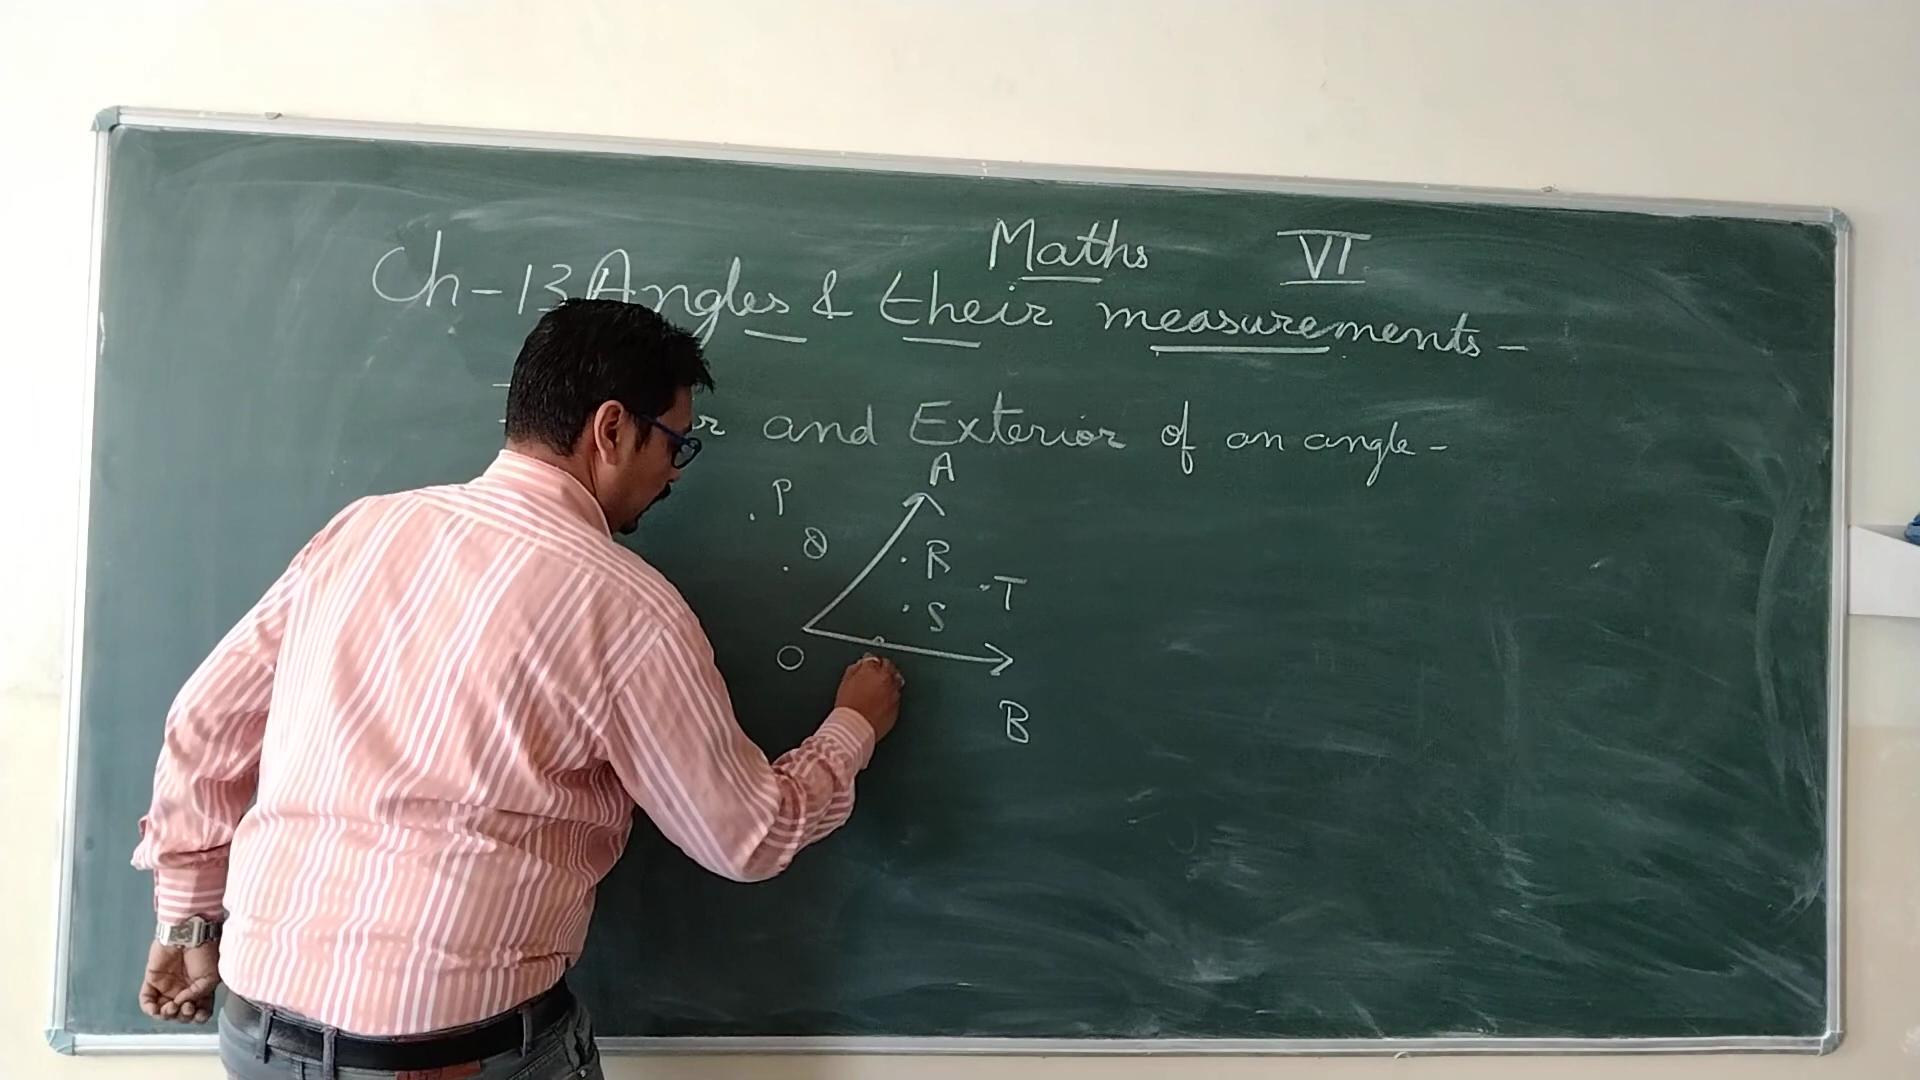 Maths VI
Ch-13 Angles & their measurements-
and Exterior of an angle-
A
P
Q
R
T
S
O
B